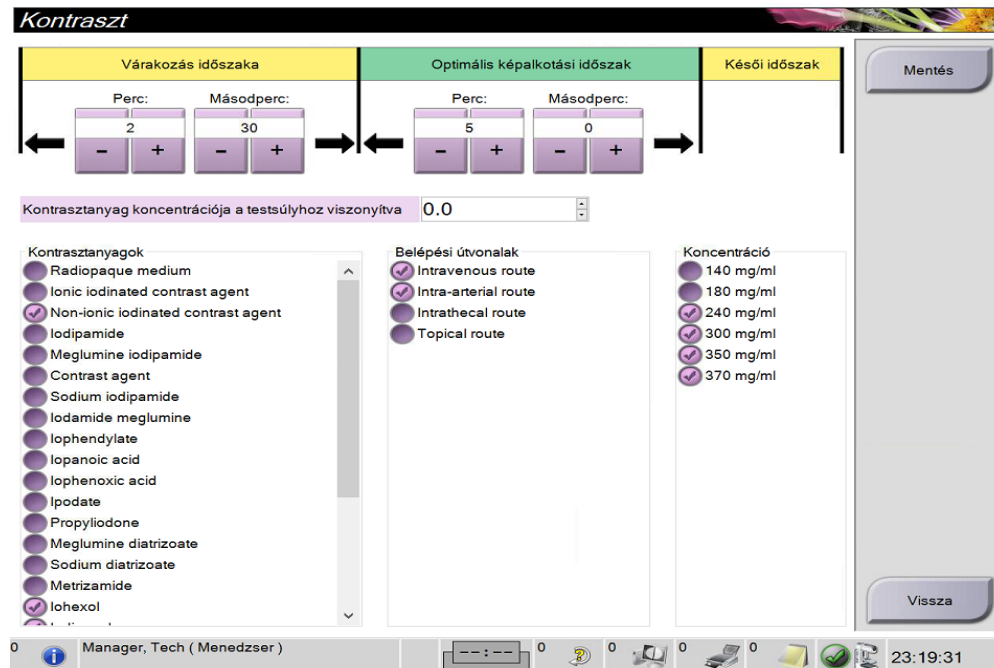 Kontraszt
Várakozás időszaka
Optimális képalkotási időszak
Késői időszak
Mentés
Perc:
Másodperc:
Perc:
Másodperc:
2
30
5
0
- +
- +
- +
- +
Kontrasztanyag koncentrációja a testsúlyhoz viszonyítva
0.0
Kontrasztanyagok
Radiopaque medium
Ionic iodinated contrast agent
Non-ionic iodinated contrast agent
Iodipamide
Meglumine iodipamide
Contrast agent
Sodium iodipamide
Iodamide meglumine
Iophendylate
Iopanoic acid
Iophenoxic acid
Ipodate
Propyliodone
Meglumine diatrizoate
Sodium diatrizoate
Metrizamide
Iohexol
Belépési útvonalak
Intravenous route
Intra-arterial route
Intrathecal route
Topical route
Koncentráció
140 mg/ml
180 mg/ml
240 mg/ml
300 mg/ml
350 mg/ml
370 mg/ml
Vissza
0
Manager, Tech ( Menedzser )
--:--
0
0
0
0
23:19:31